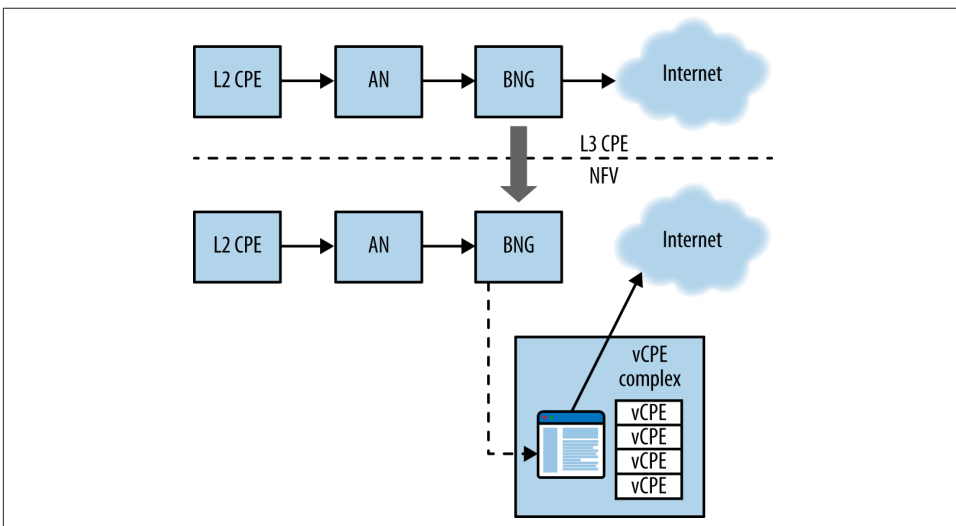 L2 CPE
AN
BNG
Internet
L3 CPE
NFV
L2 CPE
AN
BNG
Internet
vCPE
complex
vCPE
vCPE
vCPE
vCPE